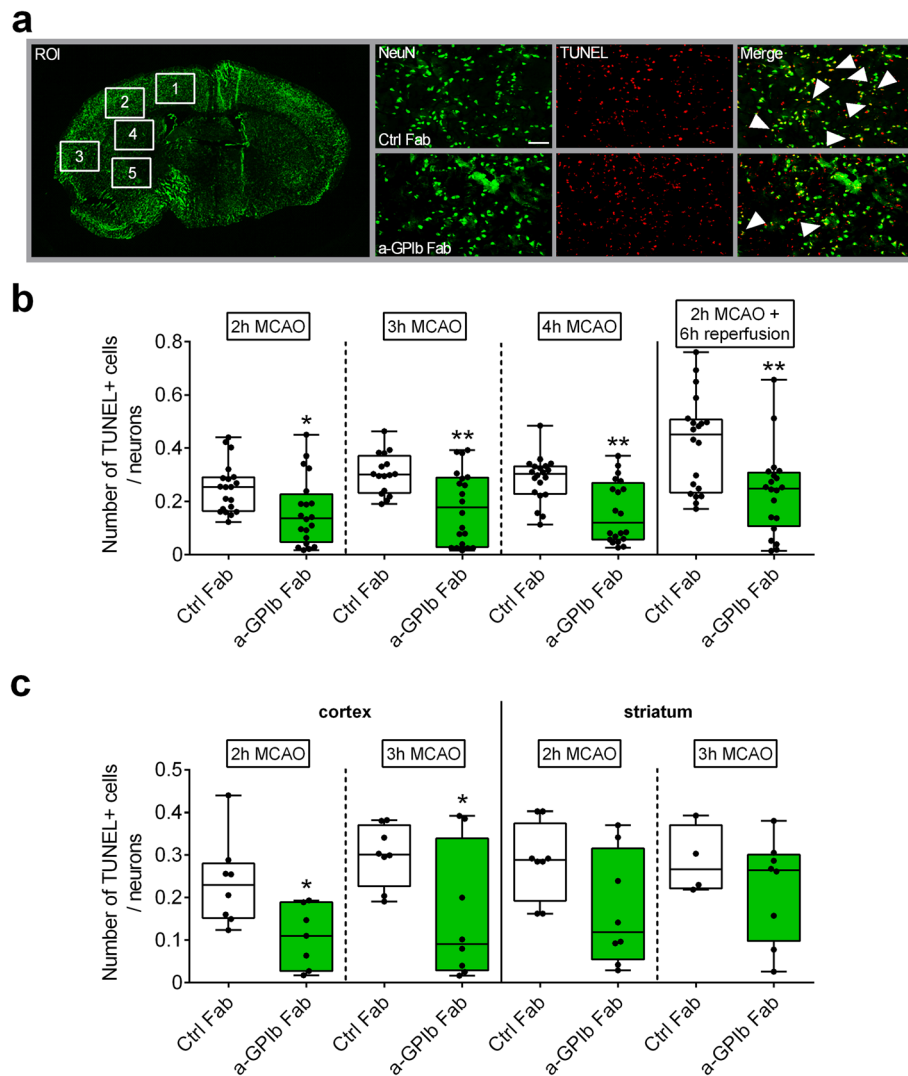 a
ROI
1
2
3
4
5
NeuN
TUNEL
Merge
Ctrl Fab
a-GPIb Fab
b
2h MCAO
3h MCAO
4h MCAO
2h MCAO +
6h reperfusion
Number of TUNEL+ cells
/ neurons
0.8
0.6
0.4
0.2
0
*
**
**
**
Ctrl Fab
a-GPIb Fab
Ctrl Fab
a-GPIb Fab
Ctrl Fab
a-GPIb Fab
Ctrl Fab
a-GPIb Fab
c
cortex
striatum
2h MCAO
3h MCAO
2h MCAO
3h MCAO
Number of TUNEL+ cells
/ neurons
0.5
0.4
0.3
0.2
0.1
0
*
*
Ctrl Fab
a-GPIb Fab
Ctrl Fab
a-GPIb Fab
Ctrl Fab
a-GPIb Fab
Ctrl Fab
a-GPIb Fab